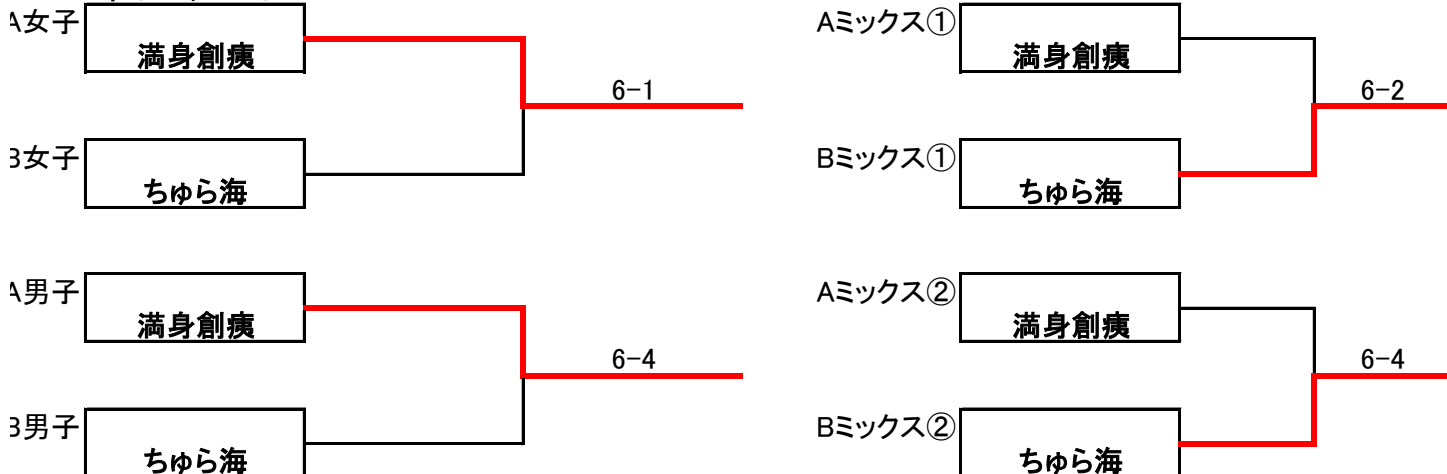 A女子
満身創痍
6-1
B女子
ちゅら海
Aミックス①
満身創痍
6-2
Bミックス①
ちゅら海
A男子
満身創痍
6-4
B男子
ちゅら海
Aミックス②
満身創痍
6-4
Bミックス②
ちゅら海